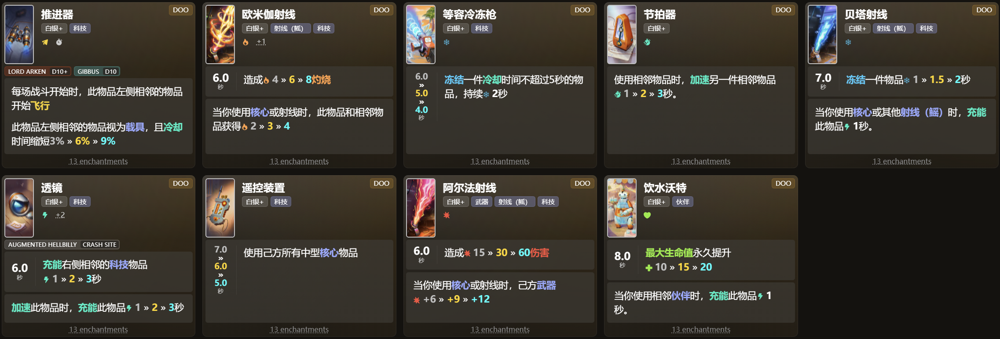 推进器
DOO
白银+ 科技
LORD ARKEN D10+ GIBBUS D10
每场战斗开始时，此物品左侧相邻的物品
开始飞行
此物品左侧相邻的物品视为载具，且冷却
时间缩短3% » 6% » 9%
13 enchantments
欧米伽射线
DOO
白银+ 射线（鳐） 科技
+1
6.0
秒
造成 4 » 6 » 8灼烧
当你使用核心或射线时，此物品和相邻物
品获得 2 » 3 » 4
13 enchantments
等容冷冻枪
DOO
白银+ 科技
6.0
»
5.0
»
4.0
秒
冻结一件冷却时间不超过5秒的物
品，持续 2秒
13 enchantments
节拍器
DOO
白银+
使用相邻物品时，加速另一件相邻物品
1 » 2 » 3秒。
13 enchantments
贝塔射线
DOO
白银+ 射线（鳐） 科技
7.0
秒
冻结一件物品 1 » 1.5 » 2秒
当你使用核心或其他射线（鳐）时，充能
此物品 1秒。
13 enchantments
透镜
DOO
白银+ 科技
+2
AUGMENTED HELLBILLY CRASH SITE
6.0
秒
充能右侧相邻的科技物品
1 » 2 » 3秒
加速此物品时，充能此物品 1 » 2 » 3秒
13 enchantments
遥控装置
DOO
白银+ 科技
7.0
»
6.0
»
5.0
秒
使用己方所有中型核心物品
13 enchantments
阿尔法射线
DOO
白银+ 武器 射线（鳐） 科技
6.0
秒
造成 15 » 30 » 60伤害
当你使用核心或射线时，己方武器
+6 » +9 » +12
13 enchantments
饮水沃特
DOO
白银+ 伙伴
8.0
秒
最大生命值永久提升
10 » 15 » 20
当你使用相邻伙伴时，充能此物品 1
秒。
13 enchantments